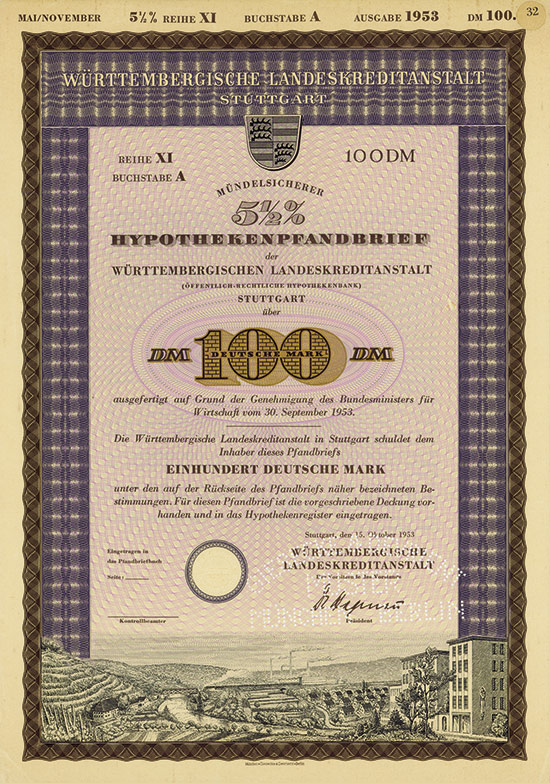 MAI/NOVEMBER 5½% REIHE XI BUCHSTABE A AUSGABE 1953 DM 100. 32
WÜRTTEMBERGISCHE LANDESKREDITANSTALT
STUTTGART
REIHE XI 100 DM
BUCHSTABE A
MÜNDELSICHERER
5½%
HYPOTHEKENPFANDBRIEF
der
WÜRTTEMBERGISCHEN LANDESKREDITANSTALT
(ÖFFENTLICH-RECHTLICHE HYPOTHEKENBANK)
STUTTGART
über
DM 100 DM
DEUTSCHE MARK
ausgefertigt auf Grund der Genehmigung des Bundesministers für
Wirtschaft vom 30. September 1953.
Die Württembergische Landeskreditanstalt in Stuttgart schuldet dem
Inhaber dieses Pfandbriefs
EINHUNDERT DEUTSCHE MARK
unter den auf der Rückseite des Pfandbriefs näher bezeichneten Be-
stimmungen. Für diesen Pfandbrief ist die vorgeschriebene Deckung vor-
handen und in das Hypothekenregister eingetragen.
Stuttgart, den 15. Oktober 1953
Eingetragen in
das Pfandbriefbuch
Seite:
WÜRTTEMBERGISCHE
LANDESKREDITANSTALT
Der Vorsitzende des Vorstands
Kontrollbeamter
Präsident